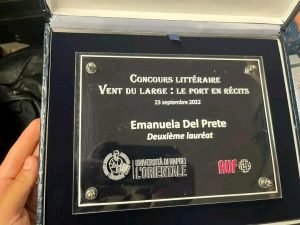 CONCOURS LITTÉRAIRE
VENT DU LARGE : LE PORT EN RÉCITS
23 septembre 2022
Emanuela Del Prete
Deuxième lauréat
UNIVERSITÀ DI NAPOLI
L'ORIENTALE
AUF